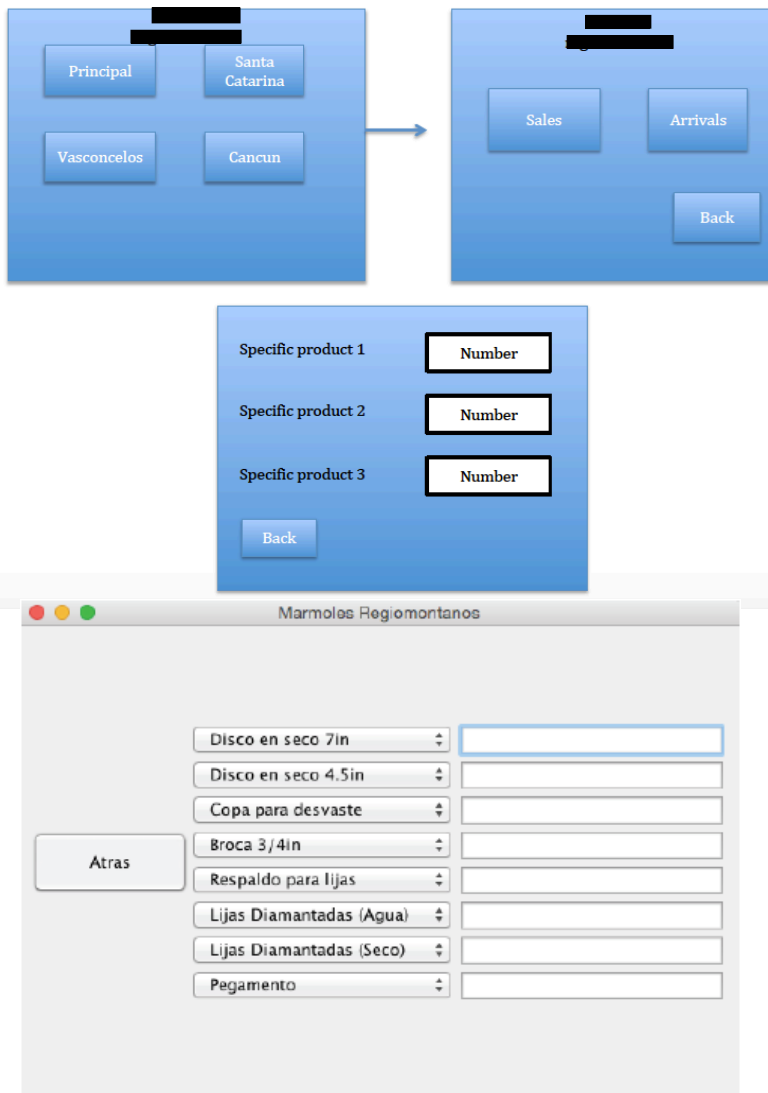 Principal
Santa
Catarina
Vasconcelos
Cancun
Sales
Arrivals
Back
Specific product 1
Number
Specific product 2
Number
Specific product 3
Number
Back
Marmoles Regiomontanos
Disco en seco 7in
Disco en seco 4.5in
Copa para desvaste
Broca 3/4in
Atras
Respaldo para lijas
Lijas Diamantadas (Agua)
Lijas Diamantadas (Seco)
Pegamento